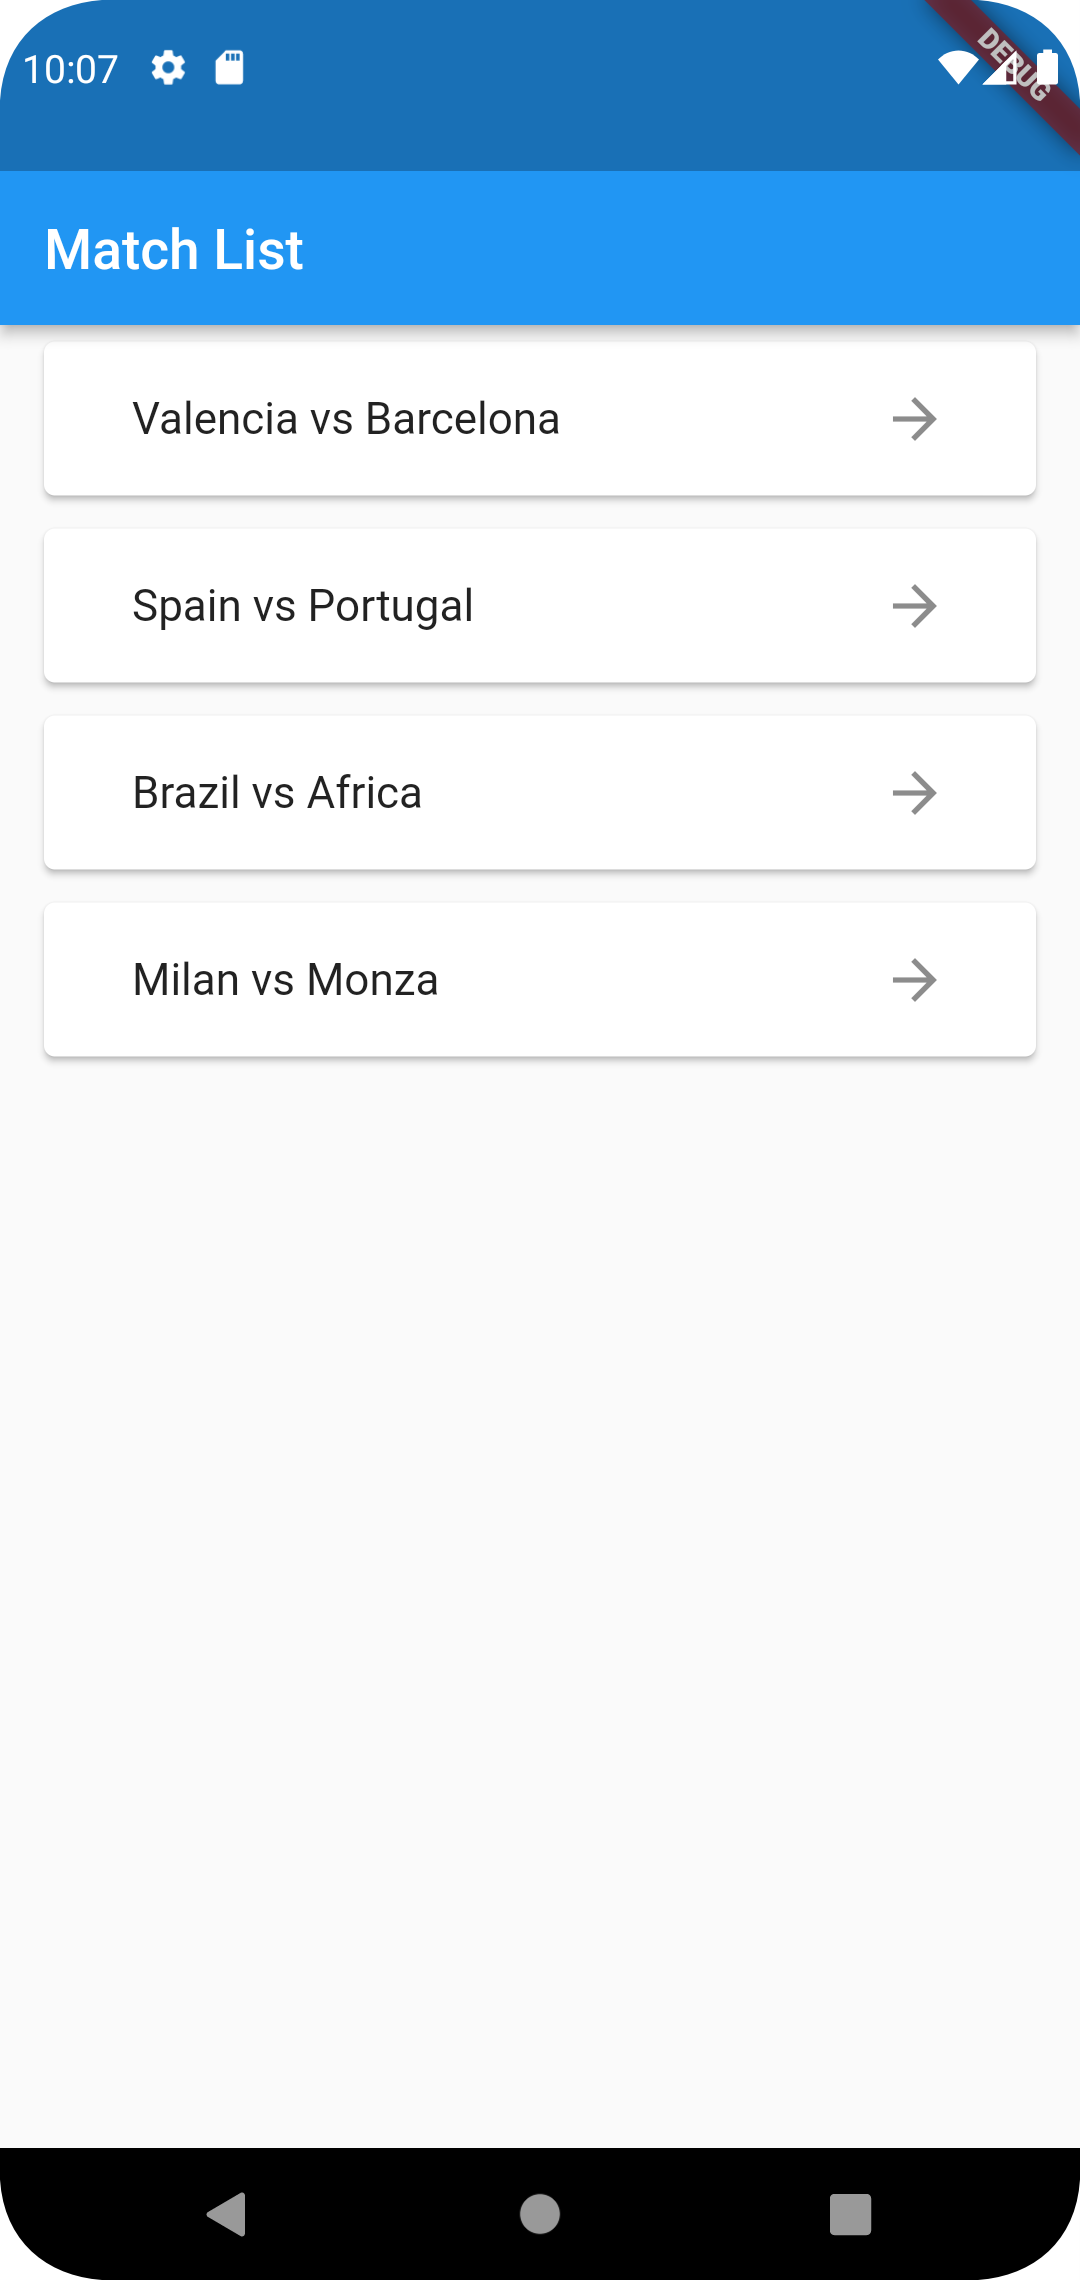 10:07
DEBUG
Match List
Valencia vs Barcelona
Spain vs Portugal
Brazil vs Africa
Milan vs Monza